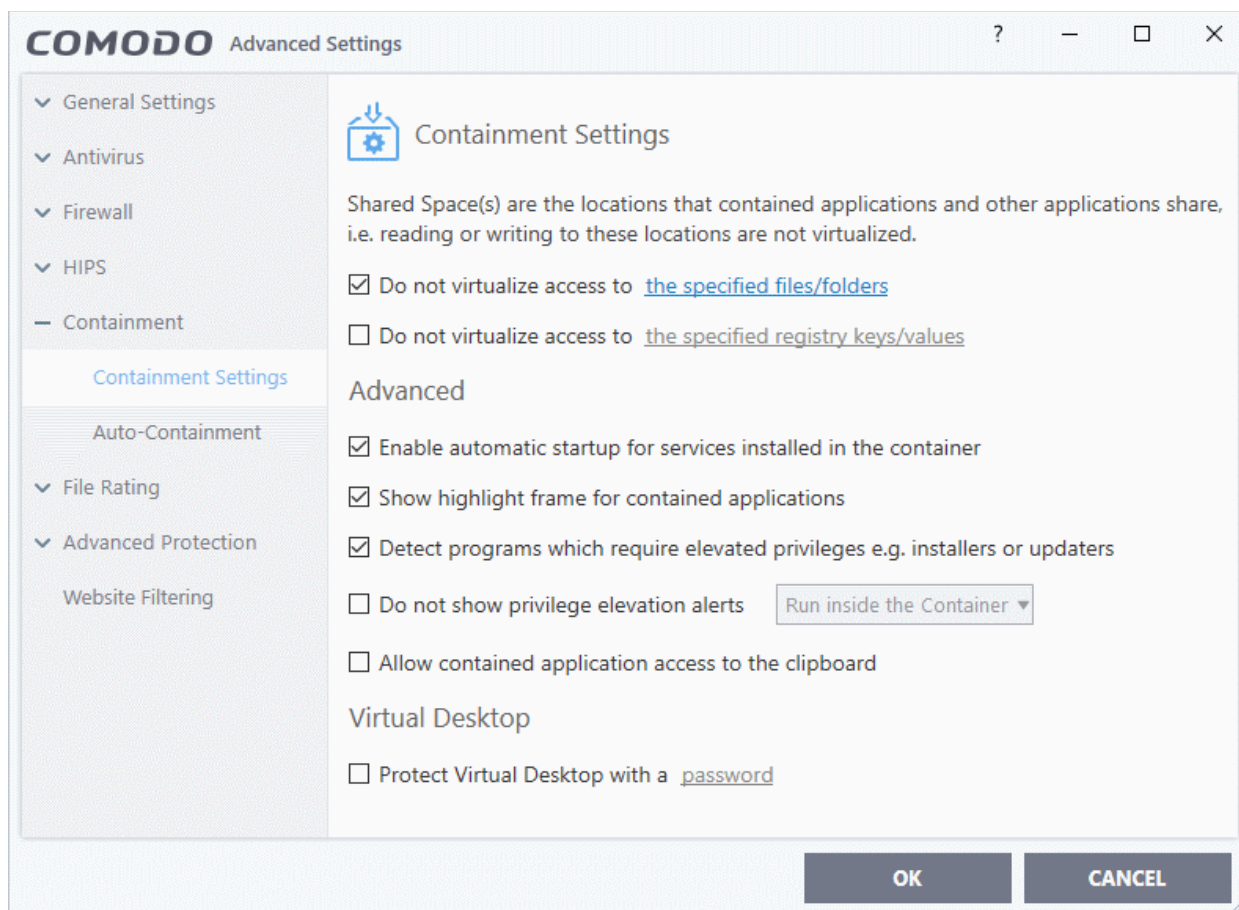 COMODO Advanced Settings
?
General Settings
Antivirus
Firewall
HIPS
Containment
Containment Settings
Auto-Containment
File Rating
Advanced Protection
Website Filtering
Containment Settings
Shared Space(s) are the locations that contained applications and other applications share,
i.e. reading or writing to these locations are not virtualized.
Do not virtualize access to the specified files/folders
Do not virtualize access to the specified registry keys/values
Advanced
Enable automatic startup for services installed in the container
Show highlight frame for contained applications
Detect programs which require elevated privileges e.g. installers or updaters
Do not show privilege elevation alerts Run inside the Container
Allow contained application access to the clipboard
Virtual Desktop
Protect Virtual Desktop with a password
OK CANCEL